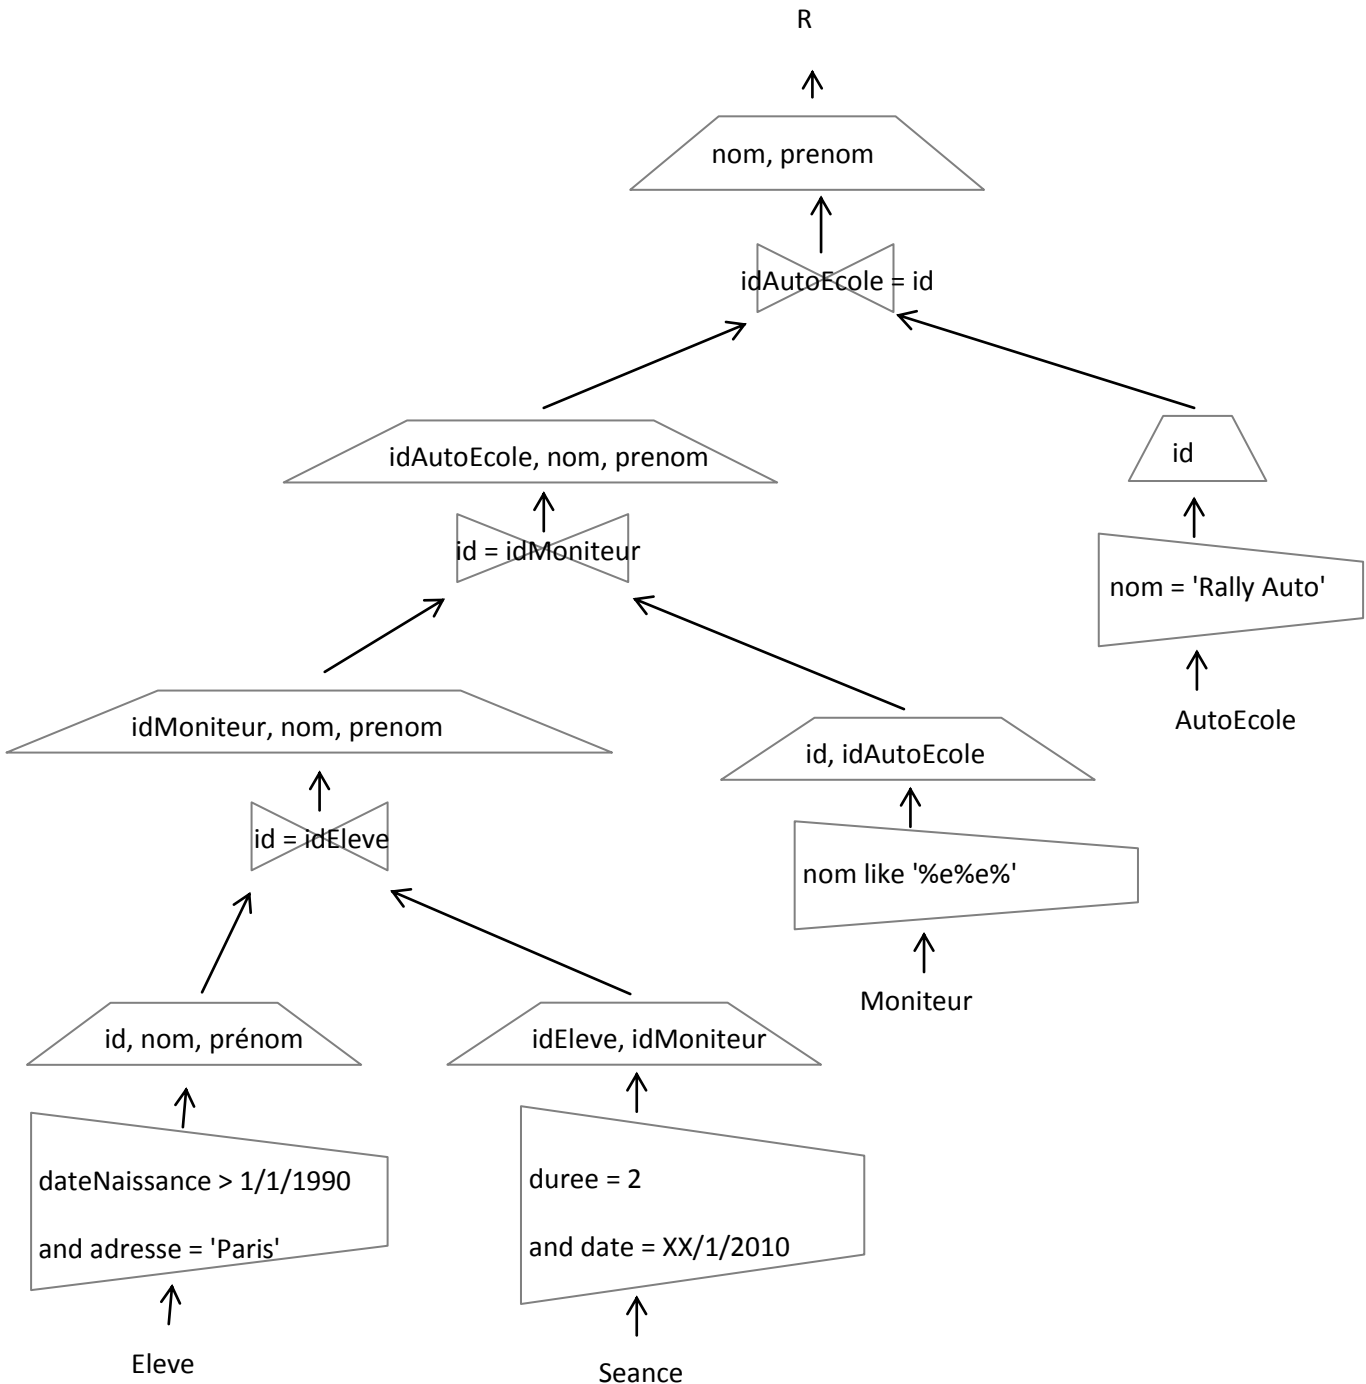 R
nom, prenom
idAutoEcole = id
idAutoEcole, nom, prenom
id
id = idMoniteur
nom = 'Rally Auto'
idMoniteur, nom, prenom
AutoEcole
id, idAutoEcole
id = idEleve
nom like '%e%e%'
Moniteur
id, nom, prénom
idEleve, idMoniteur
dateNaissance > 1/1/1990
and adresse = 'Paris'
duree = 2
and date = XX/1/2010
Eleve
Seance